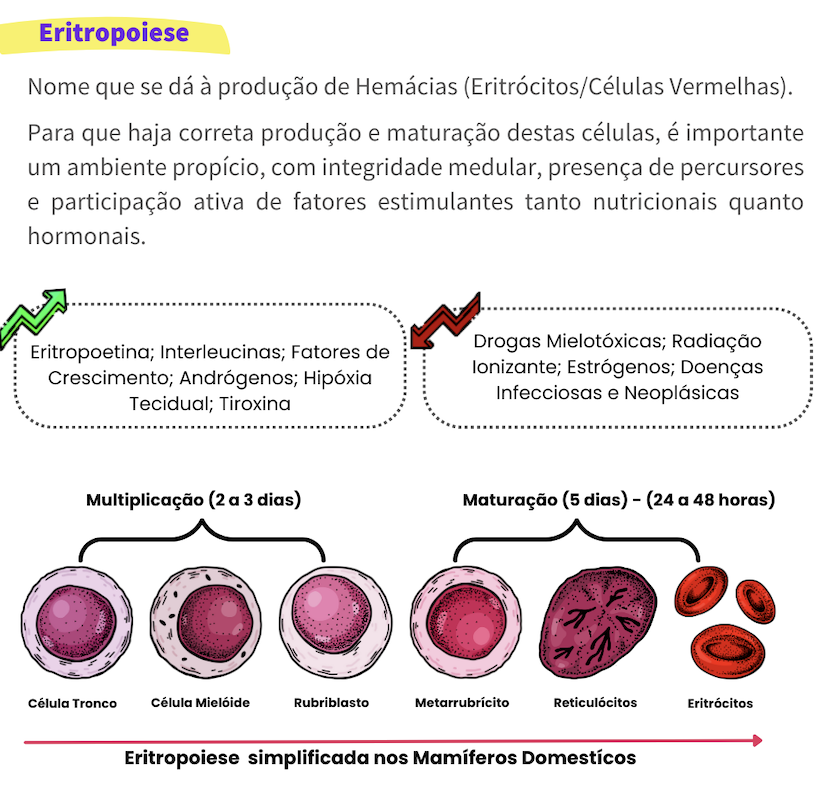 Eritropoiese
Nome que se dá à produção de Hemácias (Eritrócitos/Células Vermelhas).
Para que haja correta produção e maturação destas células, é importante
um ambiente propício, com integridade medular, presença de percursores
e participação ativa de fatores estimulantes tanto nutricionais quanto
hormonais.
Eritropoetina; Interleucinas; Fatores de
Crescimento; Andrógenos; Hipóxia
Tecidual; Tiroxina
Drogas Mielotóxicas; Radiação
Ionizante; Estrógenos; Doenças
Infecciosas e Neoplásicas
Multiplicação (2 a 3 dias)
Maturação (5 dias) - (24 a 48 horas)
Célula Tronco
Célula Mielóide
Rubriblasto
Metarrubrícito
Reticulócitos
Eritrócitos
Eritropoiese simplificada nos Mamíferos Domestícos